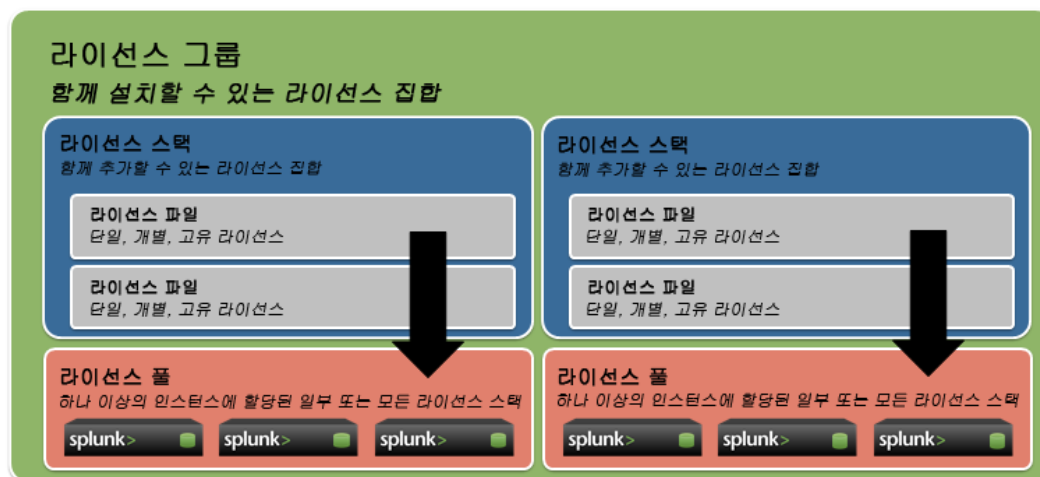 라이선스 그룹
함께 설치할 수 있는 라이선스 집합
라이선스 스택
함께 추가할 수 있는 라이선스 집합
라이선스 파일
단일, 개별, 고유 라이선스
라이선스 파일
단일, 개별, 고유 라이선스
라이선스 풀
하나 이상의 인스턴스에 할당된 일부 또는 모든 라이선스 스택
splunk>
splunk>
splunk>
라이선스 스택
함께 추가할 수 있는 라이선스 집합
라이선스 파일
단일, 개별, 고유 라이선스
라이선스 파일
단일, 개별, 고유 라이선스
라이선스 풀
하나 이상의 인스턴스에 할당된 일부 또는 모든 라이선스 스택
splunk>
splunk>
splunk>